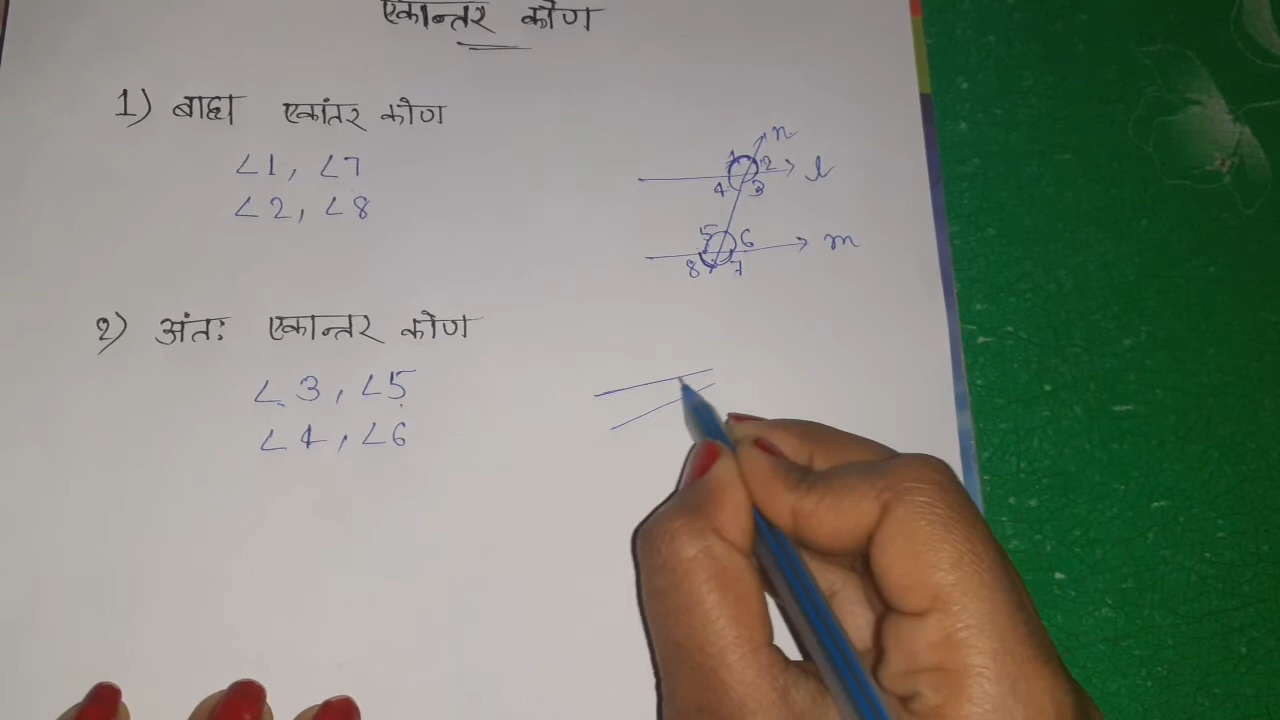 एकान्तर कोण
1) बाह्य एकांतर कोण
∠1, ∠7
∠2, ∠8
n
1 2 l
4 3
5 6 m
8 7
२) अंतः एकान्तर कोण
∠3, ∠5
∠4, ∠6